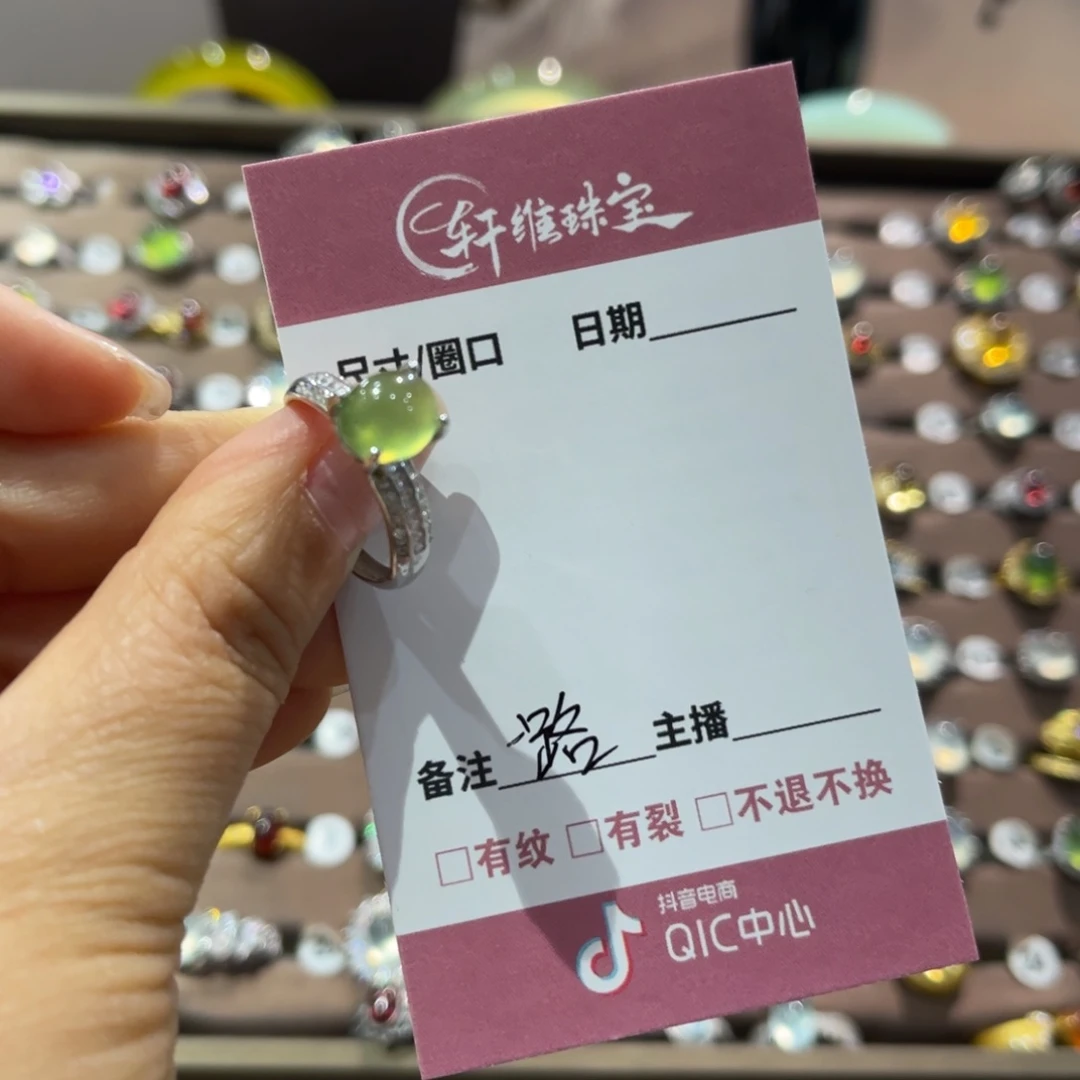 轩维珠宝
尺寸/圈口 日期
备注 路 主播
□有纹 □有裂 □不退不换
抖音电商
QIC中心